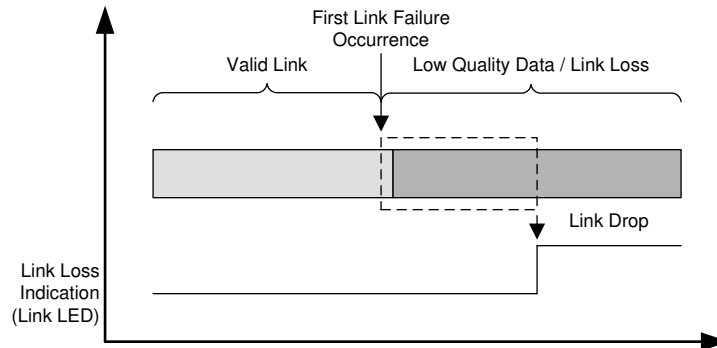 First Link Failure
Occurrence
Valid Link
Low Quality Data / Link Loss
Link Drop
Link Loss
Indication
(Link LED)